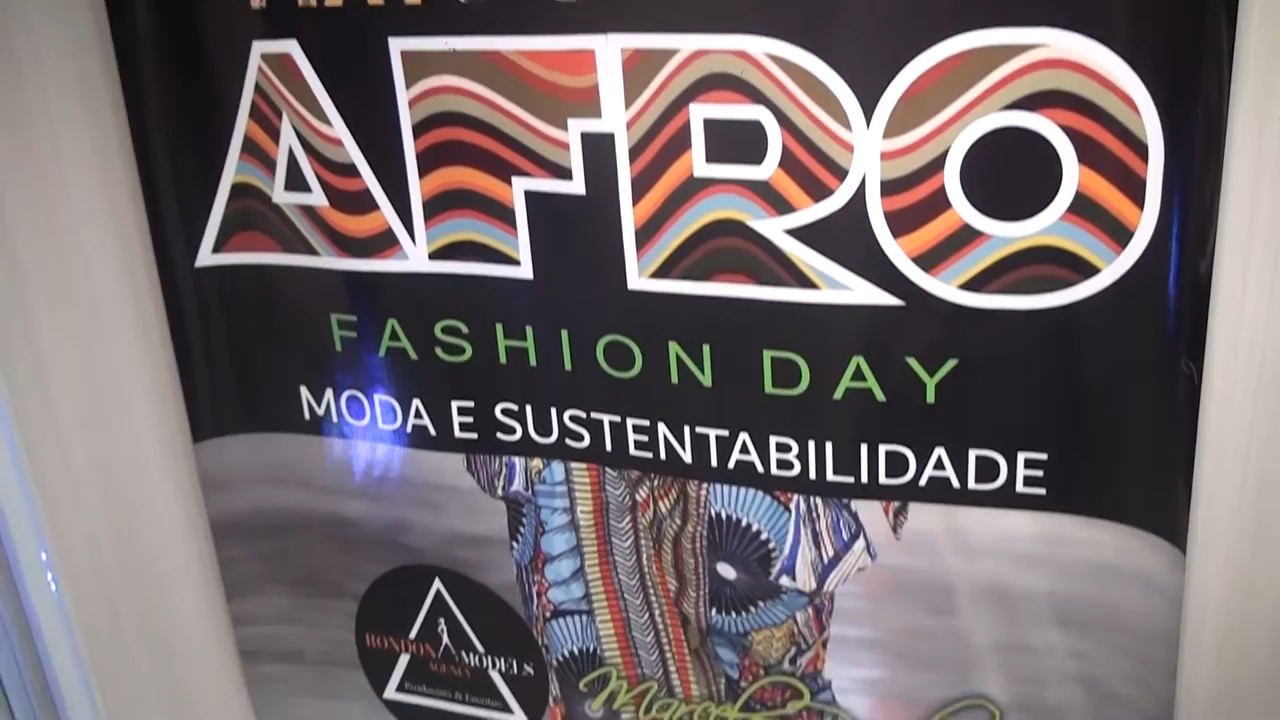 AFRO
FASHION DAY
MODA E SUSTENTABILIDADE
RONDON MODELS
AGENCY